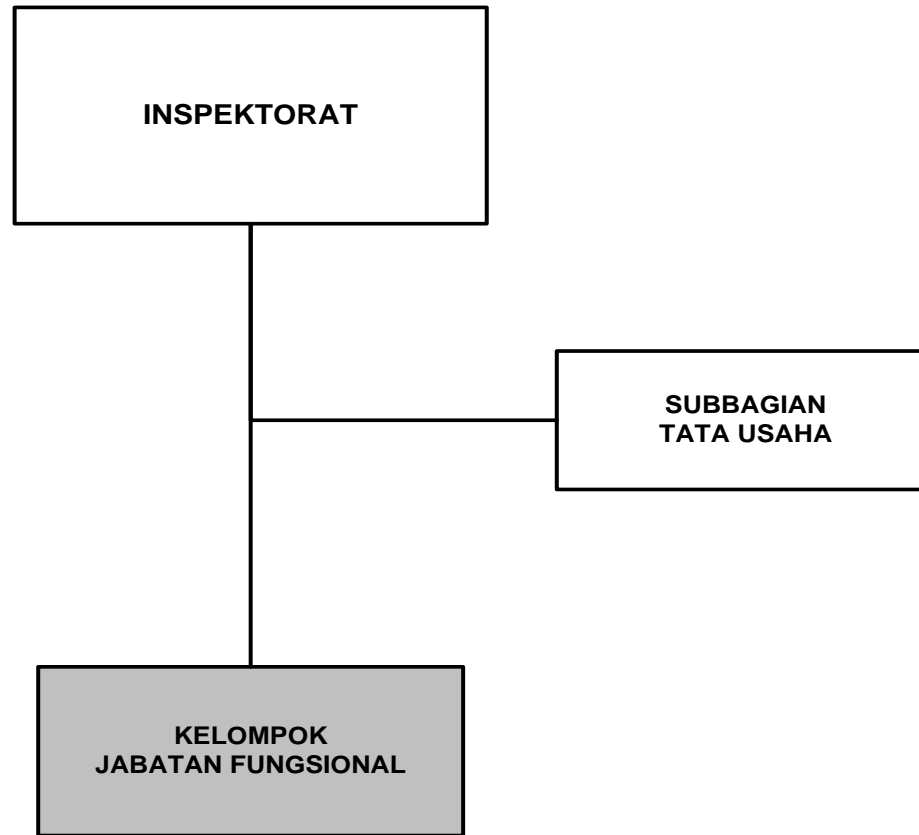 INSPEKTORAT
SUBBAGIAN
TATA USAHA
KELOMPOK
JABATAN FUNGSIONAL